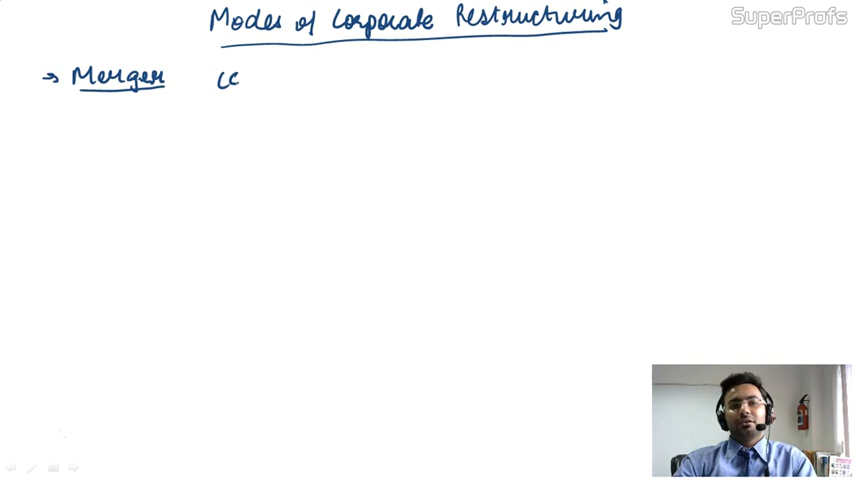 SuperProfs
Modes of Corporate Restructuring
→ Merger